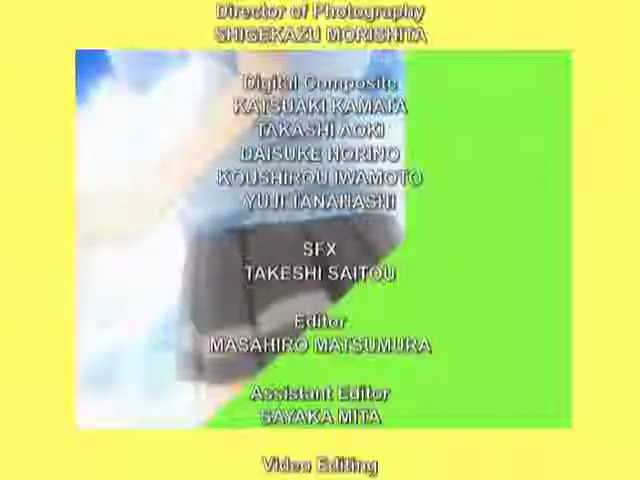 Director of Photography
SHIGEKAZU MORISHITA
Digital Composite
KATSUAKI KAMATA
TAKASHI AOKI
DAISUKE NORINO
KOUSHIROU IWAMOTO
YUJI TANAHASHI
SFX
TAKESHI SAITOU
Editor
MASAHIRO MATSUMURA
Assistant Editor
SAYAKA MITA
Video Editing